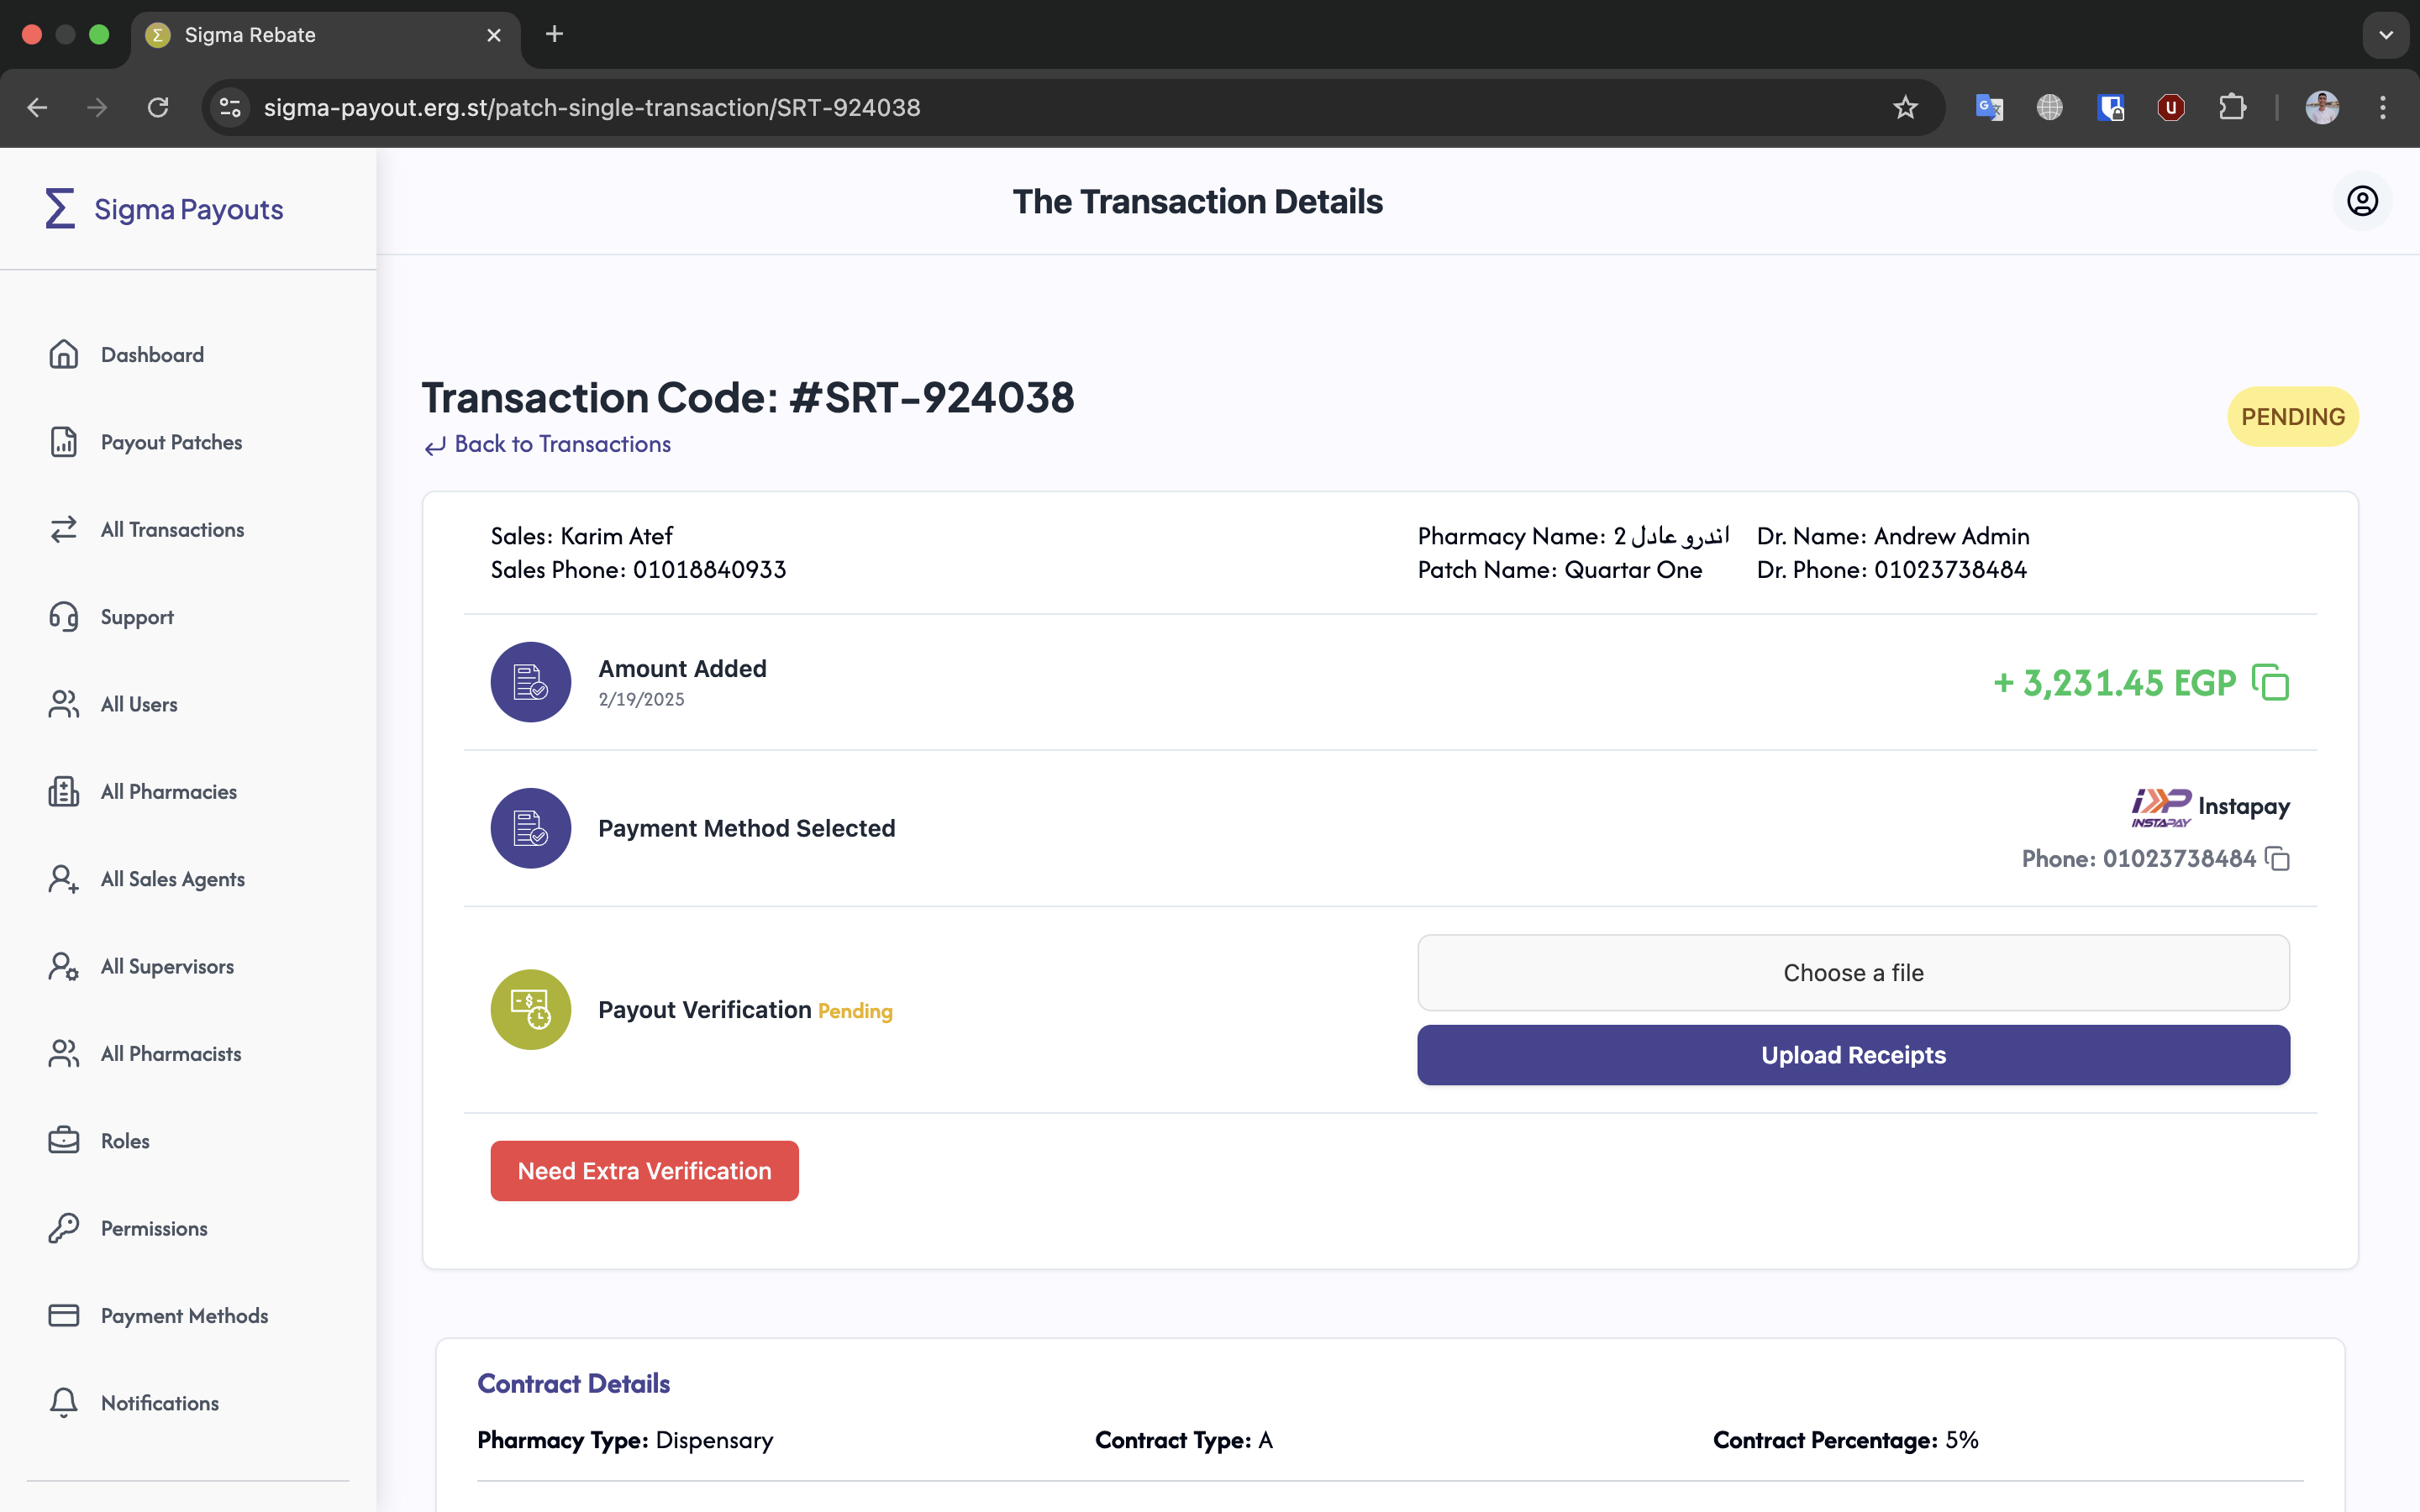 Sigma Rebate
sigma-payout.erg.st/patch-single-transaction/SRT-924038
Sigma Payouts
The Transaction Details
Dashboard
Payout Patches
All Transactions
Support
All Users
All Pharmacies
All Sales Agents
All Supervisors
All Pharmacists
Roles
Permissions
Payment Methods
Notifications
Transaction Code: #SRT-924038
Back to Transactions
PENDING
Sales: Karim Atef
Sales Phone: 01018840933
Pharmacy Name: اندرو عادل 2
Patch Name: Quartar One
Dr. Name: Andrew Admin
Dr. Phone: 01023738484
Amount Added
2/19/2025
+ 3,231.45 EGP
Payment Method Selected
INSTAPAY
Instapay
Phone: 01023738484
Payout Verification Pending
Choose a file
Upload Receipts
Need Extra Verification
Contract Details
Pharmacy Type: Dispensary
Contract Type: A
Contract Percentage: 5%